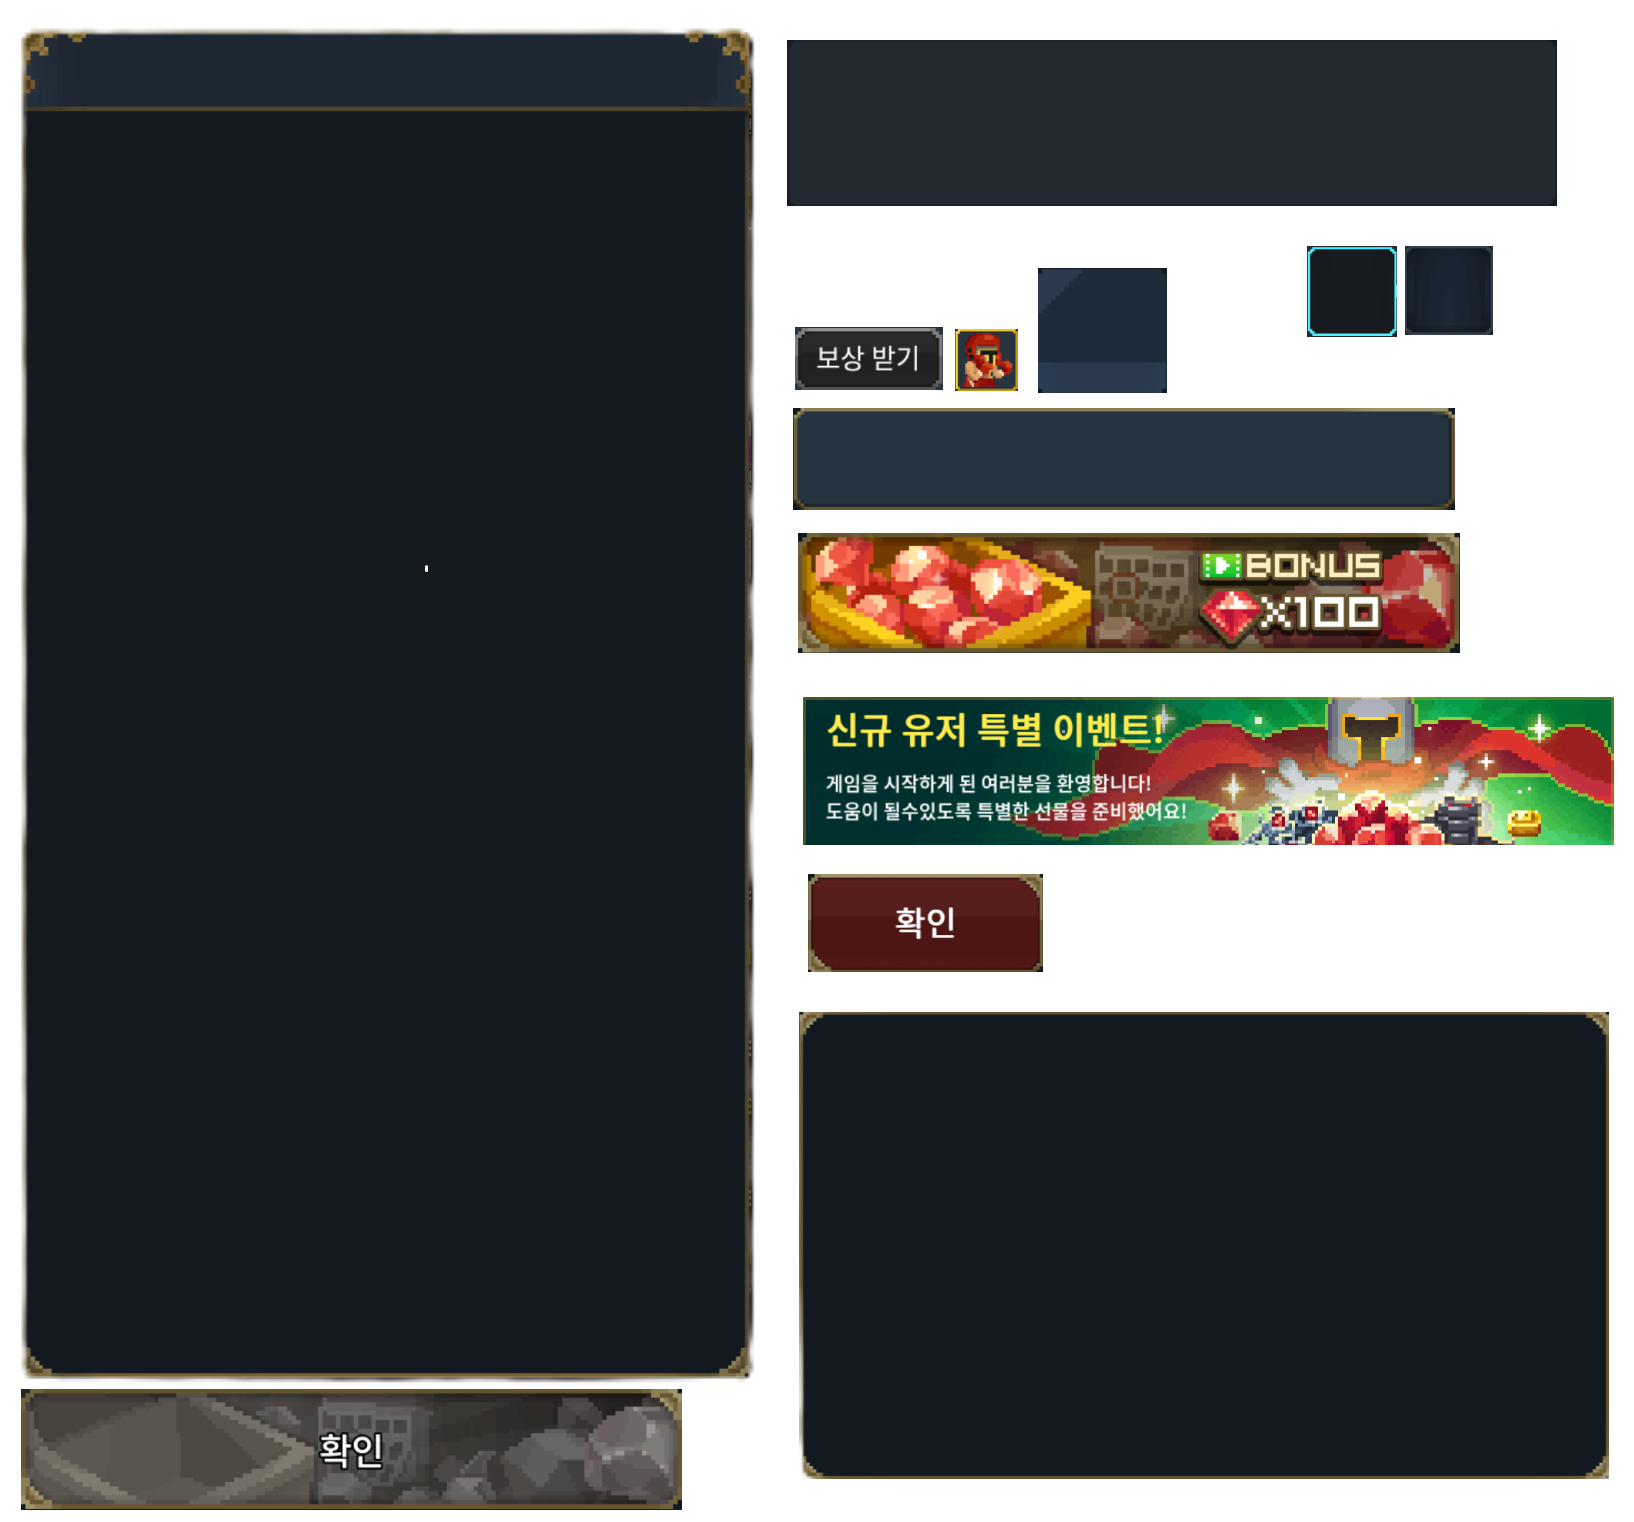 보상 받기
BONUS
X100
신규 유저 특별 이벤트!
게임을 시작하게 된 여러분을 환영합니다!
도움이 될수있도록 특별한 선물을 준비했어요!
확인
확인